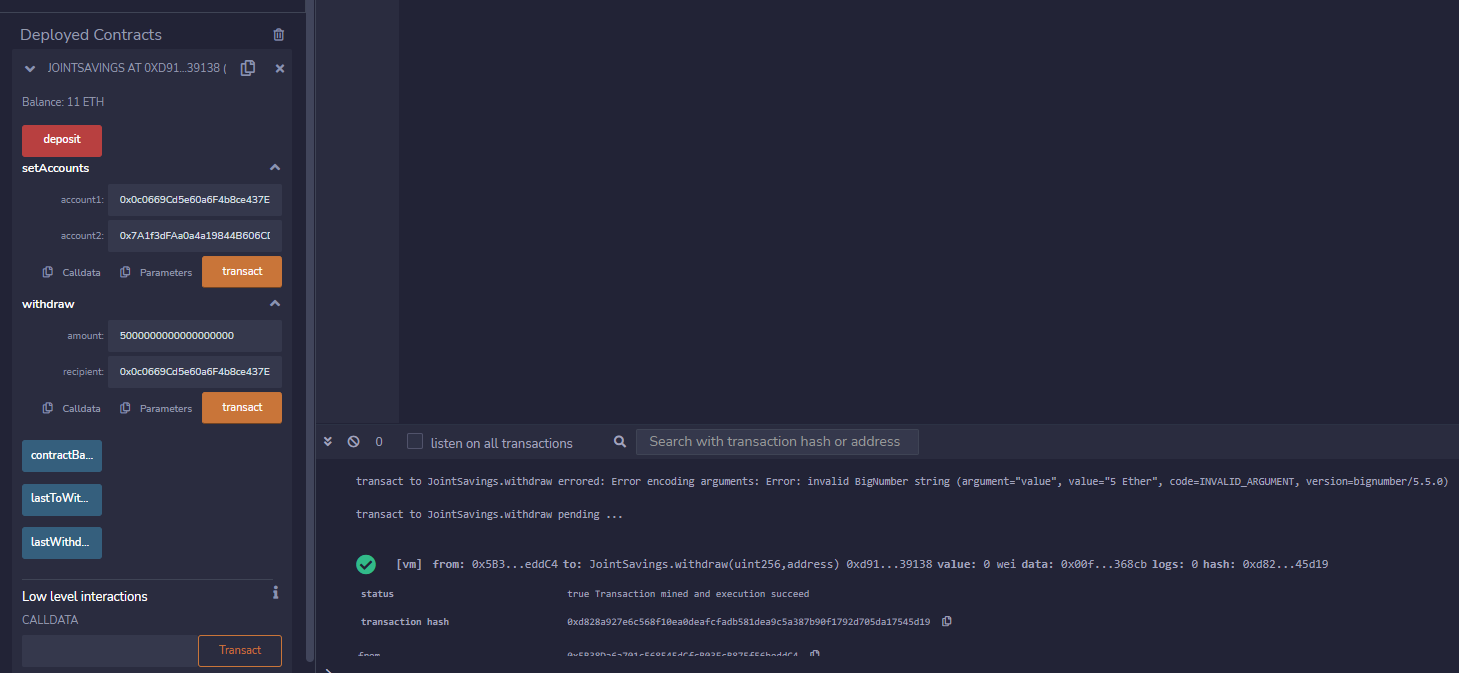 Deployed Contracts
JOINTSAVINGS AT 0XD91...39138 (
Balance: 11 ETH
deposit
setAccounts
account1: 0x0c0669Cd5e60a6F4b8ce437E
account2: 0x7A1f3dFAa0a4a19844B606CD
Calldata Parameters transact
withdraw
amount: 5000000000000000000
recipient: 0x0c0669Cd5e60a6F4b8ce437E
Calldata Parameters transact
contractBa...
lastToWit...
lastWithd...
Low level interactions
CALLDATA
Transact
0 listen on all transactions Search with transaction hash or address
transact to JointSavings.withdraw errored: Error encoding arguments: Error: invalid BigNumber string (argument="value", value="5 Ether", code=INVALID_ARGUMENT, version=bignumber/5.5.0)
transact to JointSavings.withdraw pending ...
[vm] from: 0x5B3...eddC4 to: JointSavings.withdraw(uint256,address) 0xd91...39138 value: 0 wei data: 0x00f...368cb logs: 0 hash: 0xd82...45d19
status true Transaction mined and execution succeed
transaction hash 0xd828a927e6c568f10ea0deafcfadb581dea9c5a387b90f1792d705da17545d19
from 0x5B38Da6a701c568545dCfcB03FcB875f56beddC4